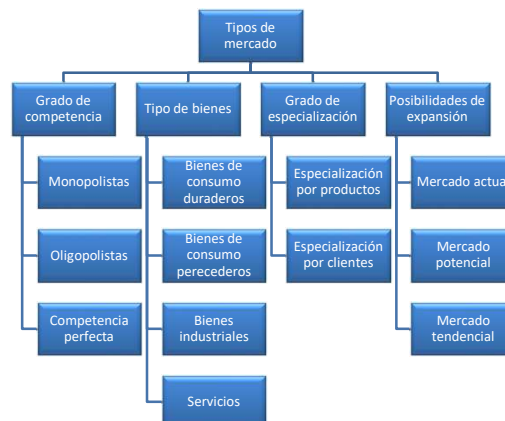 Tipos de
mercado
Grado de
competencia
Tipo de bienes
Grado de
especialización
Posibilidades de
expansión
Monopolistas
Bienes de
consumo
duraderos
Especialización
por productos
Mercado actual
Oligopolistas
Bienes de
consumo
perecederos
Especialización
por clientes
Mercado
potencial
Competencia
perfecta
Bienes
industriales
Mercado
tendencial
Servicios